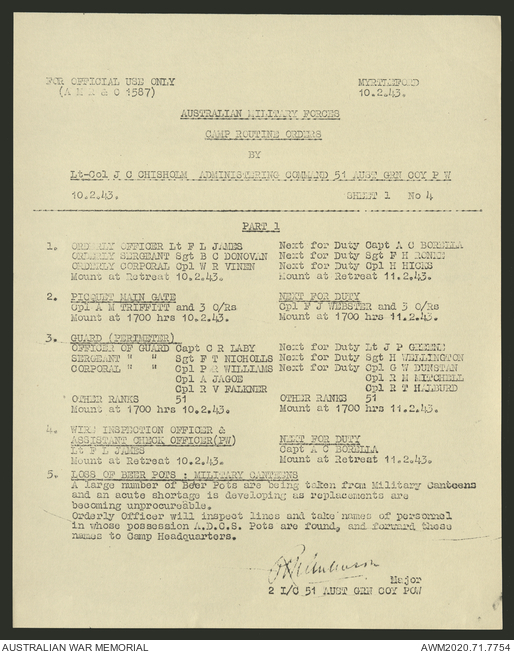 FOR OFFICIAL USE ONLY MYRTLEFORD
(A M R & C 1587) 10.2.43.
AUSTRALIAN MILITARY FORCES
CAMP ROUTINE ORDERS
BY
Lt-Col J C CHISHOLM ADMINISTERING COMMAND 51 AUST GRN COY P W
10.2.43. SHEET 1 No 4
PART 1
1. ORDERLY OFFICER Lt F L JAMES Next for Duty Capt A C BORELLA
ORDERLY SERGEANT Sgt B C DONOVAN Next for Duty Sgt F H
ORDERLY CORPORAL Cpl W R VINEN Next for Duty Cpl H HICKS
Mount at Retreat 10.2.43. Mount at Retreat 11.2.43.
2. PICQUET MAIN GATE NEXT FOR DUTY
Cpl A M TRIFFITT and 3 O/Rs Cpl F J WEBSTER and 5 O/Rs
Mount at 1700 hrs 10.2.43. Mount at 1700 hrs 11.2.43.
3. GUARD (PERIMETER)
OFFICER OF GUARD Capt C R LABY Next for Duty Lt J P
SERGEANT " " Sgt F T NICHOLLS Next for Duty Sgt H WELLINGTON
CORPORAL " " Cpl P R WILLIAMS Next for Duty Cpl G W DUNSTAN
Cpl A JAGOE Cpl R M MITCHELL
Cpl R V FALKNER Cpl R T
OTHER RANKS 51 OTHER RANKS 51
Mount at 1700 hrs 10.2.43. Mount at 1700 hrs 11.2.43.
4. WIRE INSPECTION OFFICER &
ASSISTANT CHECK OFFICER(PW) NEXT FOR DUTY
Lt F L JAMES Capt A C BORELLA
Mount at Retreat 10.2.43. Mount at Retreat 11.2.43.
5. LOSS OF BEER POTS : MILITARY CANTEENS
A large number of Beer Pots are being taken from Military Canteens
and an acute shortage is developing as replacements are
becoming unprocureable.
Orderly Officer will inspect lines and take names of personnel
in whose possession A.D.C.S. Pots are found, and forward these
names to Camp Headquarters.
Major
2 I/C 51 AUST GRN COY POW
AUSTRALIAN WAR MEMORIAL AWM2020.71.7754